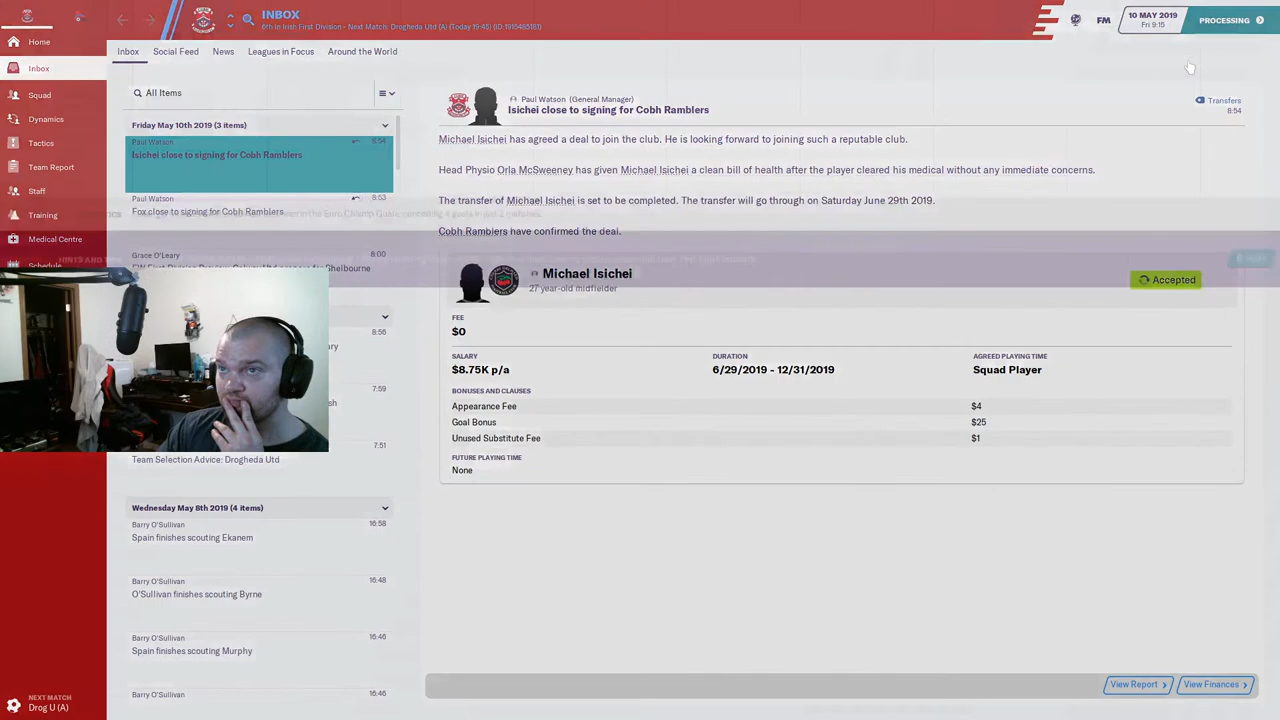 INBOX
6th in Irish First Division - Next Match: Drogheda Utd (A) (Today 19:45) (ID:1915485161)
FM
10 MAY 2019
Fri 9:15
PROCESSING
Home
Inbox
Squad
Dynamics
Tactics
Team Report
Staff
Training
Medical Centre
Schedule
NEXT MATCH
Drog U (A)
Inbox
Social Feed
News
Leagues in Focus
Around the World
All Items
Friday May 10th 2019 (3 items)
Paul Watson
8:54
Isichei close to signing for Cobh Ramblers
Paul Watson
8:53
Fox close to signing for Cobh Ramblers
Grace O'Leary
8:00
8:56
7:59
7:51
Team Selection Advice: Drogheda Utd
Wednesday May 8th 2019 (4 items)
Barry O'Sullivan
16:58
Spain finishes scouting Ekanem
Barry O'Sullivan
16:48
O'Sullivan finishes scouting Byrne
Barry O'Sullivan
16:46
Spain finishes scouting Murphy
Barry O'Sullivan
16:46
Paul Watson (General Manager)
Isichei close to signing for Cobh Ramblers
Transfers
8:54
Michael Isichei has agreed a deal to join the club. He is looking forward to joining such a reputable club.
Head Physio Orla McSweeney has given Michael Isichei a clean bill of health after the player cleared his medical without any immediate concerns.
The transfer of Michael Isichei is set to be completed. The transfer will go through on Saturday June 29th 2019.
Cobh Ramblers have confirmed the deal.
Michael Isichei
27 year-old midfielder
Accepted
FEE
$0
SALARY
$8.75K p/a
DURATION
6/29/2019 - 12/31/2019
AGREED PLAYING TIME
Squad Player
BONUSES AND CLAUSES
Appearance Fee
$4
Goal Bonus
$25
Unused Substitute Fee
$1
FUTURE PLAYING TIME
None
View Report
View Finances